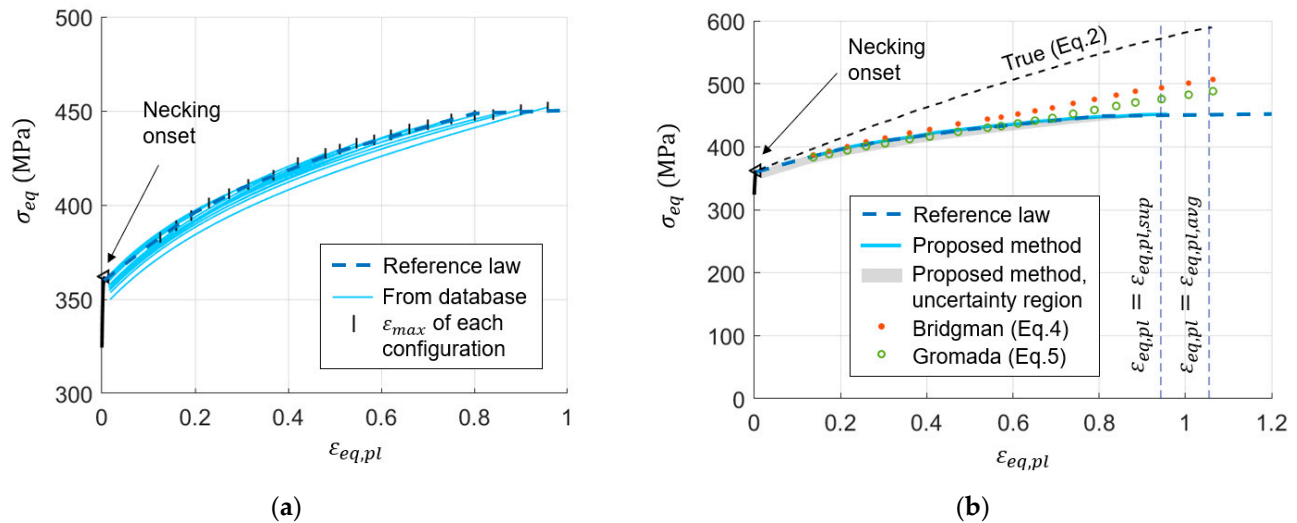 500
450
400
350
300
σeq (MPa)
Necking
onset
Reference law
From database
εmax of each
configuration
0
0.2
0.4
0.6
0.8
1
εeq,pl
(a)
600
500
400
300
200
100
0
σeq (MPa)
Necking
onset
True (Eq.2)
Reference law
Proposed method
Proposed method,
uncertainty region
Bridgman (Eq.4)
Gromada (Eq.5)
εeq,pl = εeq,pl,sup
εeq,pl = εeq,pl,avg
0
0.2
0.4
0.6
0.8
1
1.2
εeq,pl
(b)